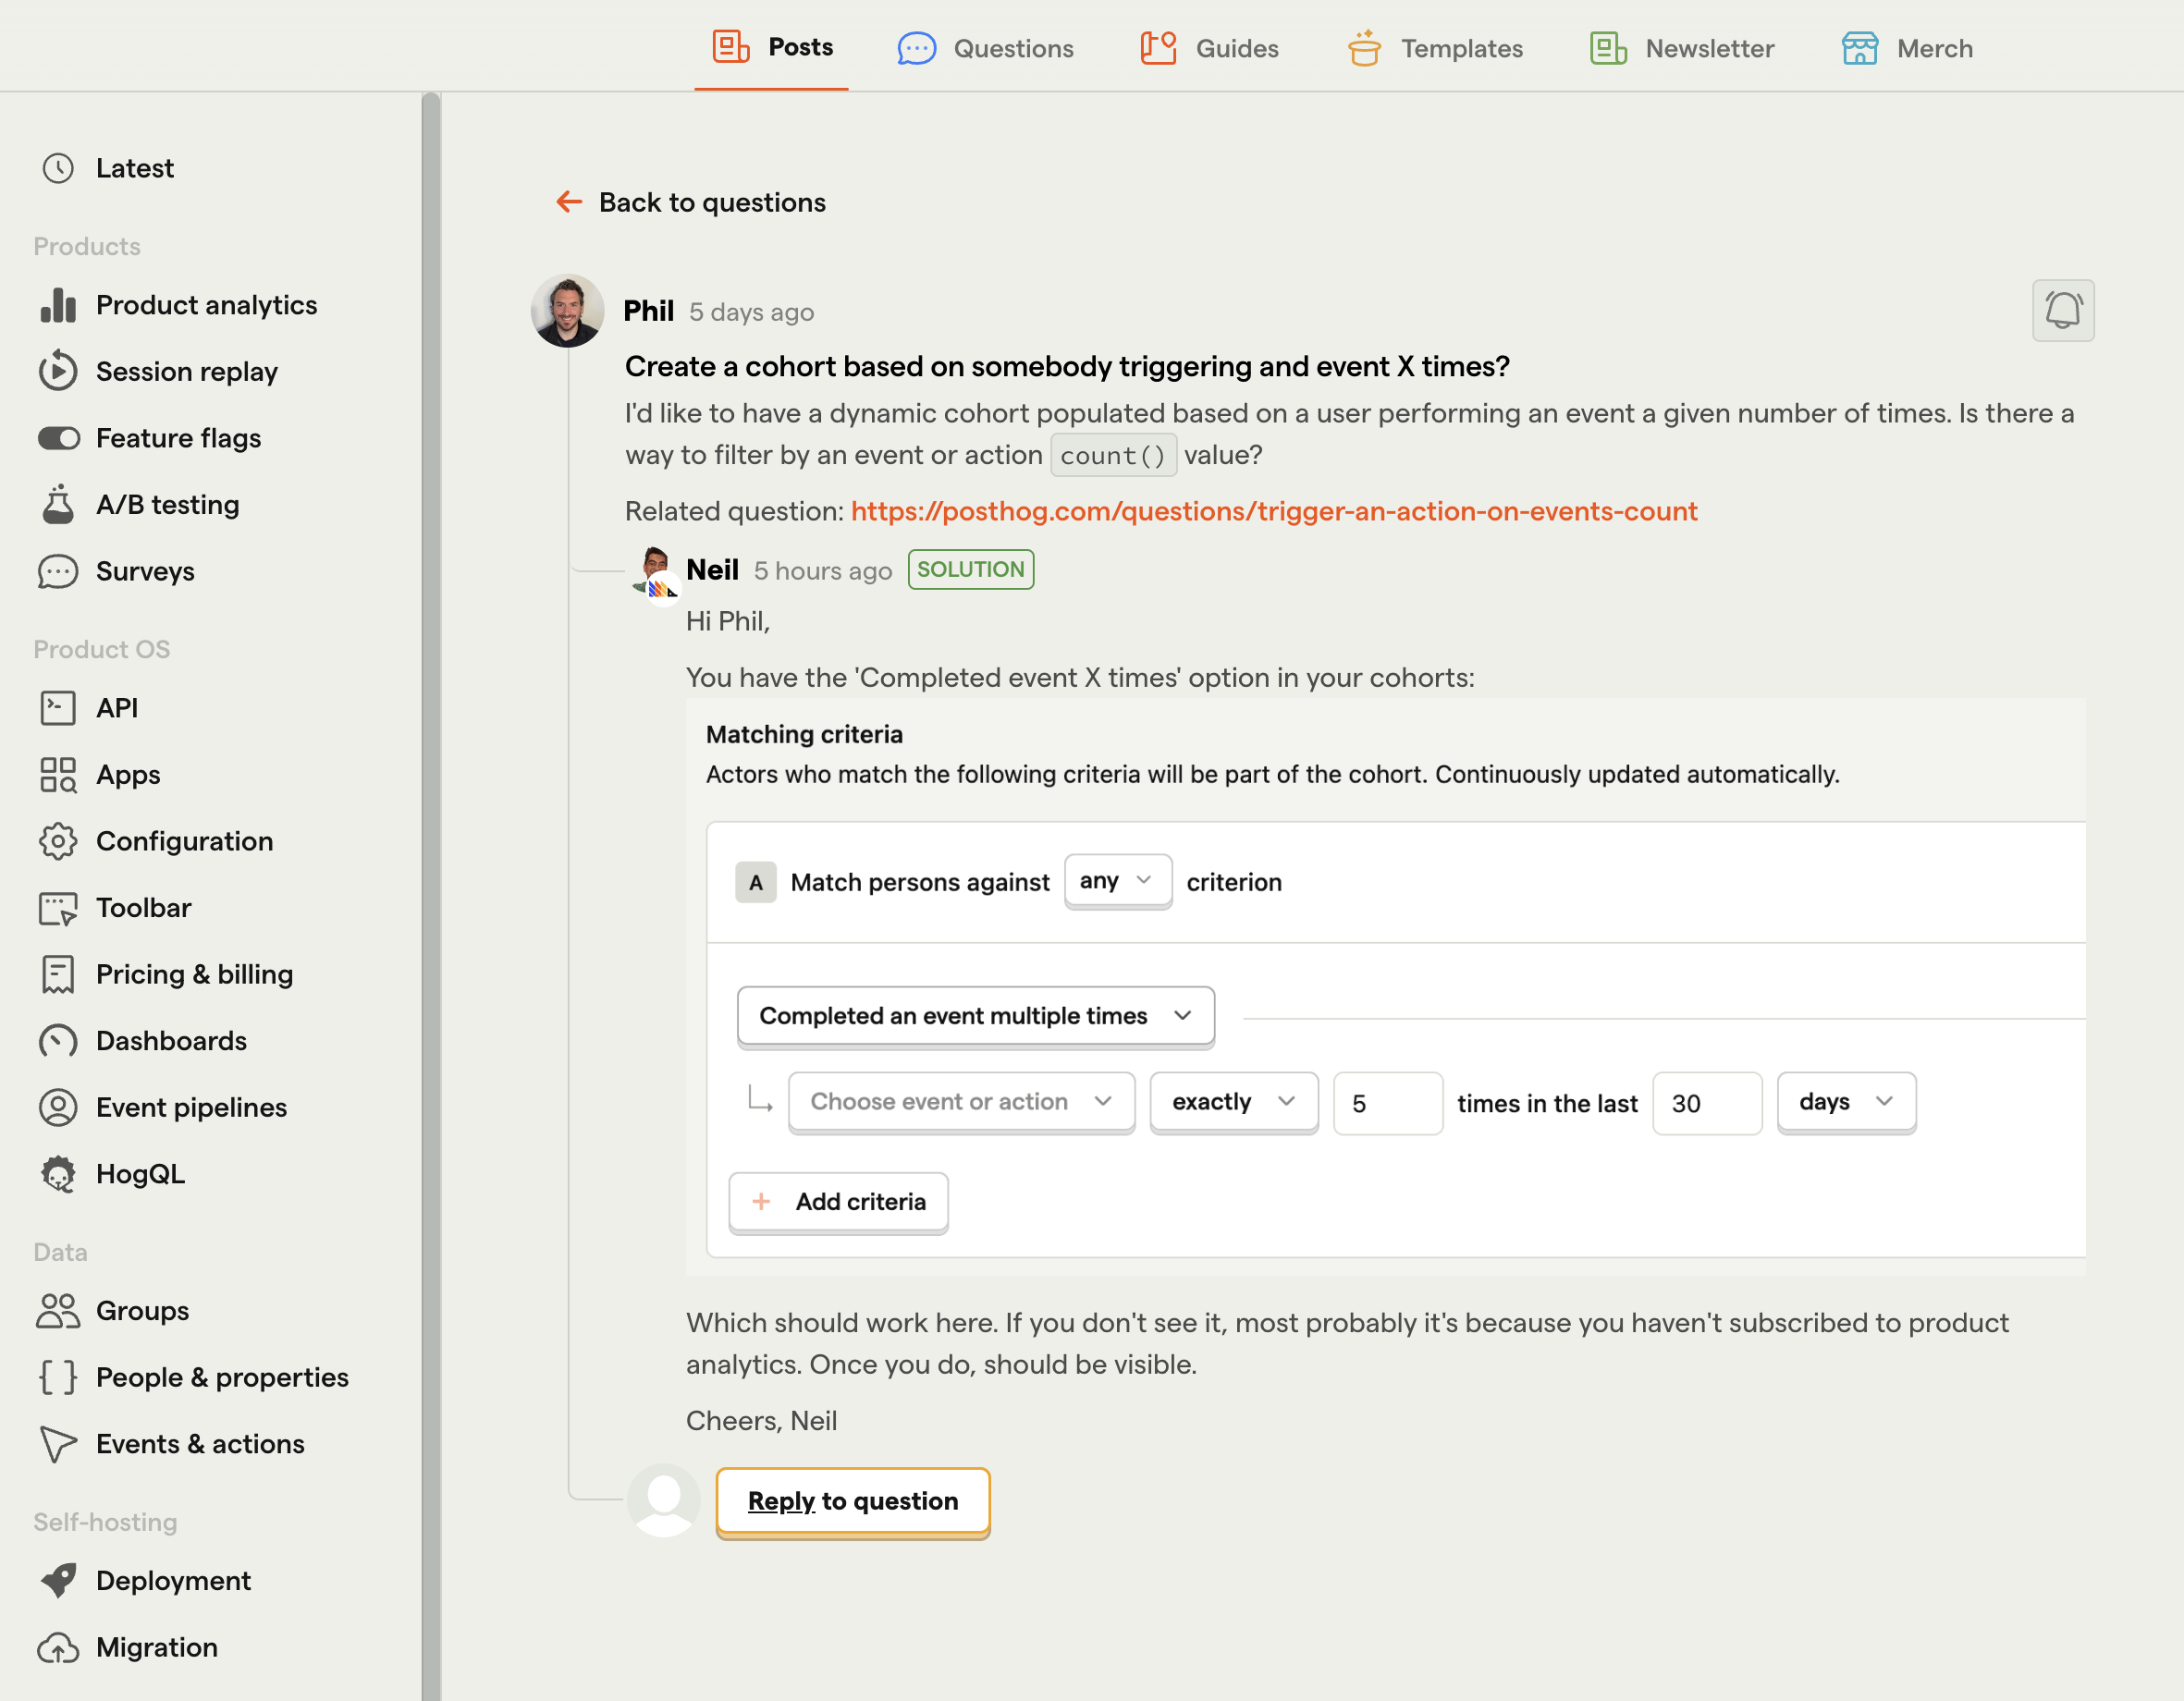 Posts
Questions
Guides
Templates
Newsletter
Merch
Latest
Products
Product analytics
Session replay
Feature flags
A/B testing
Surveys
Product OS
API
Apps
Configuration
Toolbar
Pricing & billing
Dashboards
Event pipelines
HogQL
Data
Groups
People & properties
Events & actions
Self-hosting
Deployment
Migration
Back to questions
Phil 5 days ago
Create a cohort based on somebody triggering and event X times?
I'd like to have a dynamic cohort populated based on a user performing an event a given number of times. Is there a
way to filter by an event or action count() value?
Related question: https://posthog.com/questions/trigger-an-action-on-events-count
Neil 5 hours ago SOLUTION
Hi Phil,
You have the 'Completed event X times' option in your cohorts:
Matching criteria
Actors who match the following criteria will be part of the cohort. Continuously updated automatically.
A Match persons against any criterion
Completed an event multiple times
Choose event or action exactly 5 times in the last 30 days
+ Add criteria
Which should work here. If you don't see it, most probably it's because you haven't subscribed to product
analytics. Once you do, should be visible.
Cheers, Neil
Reply to question